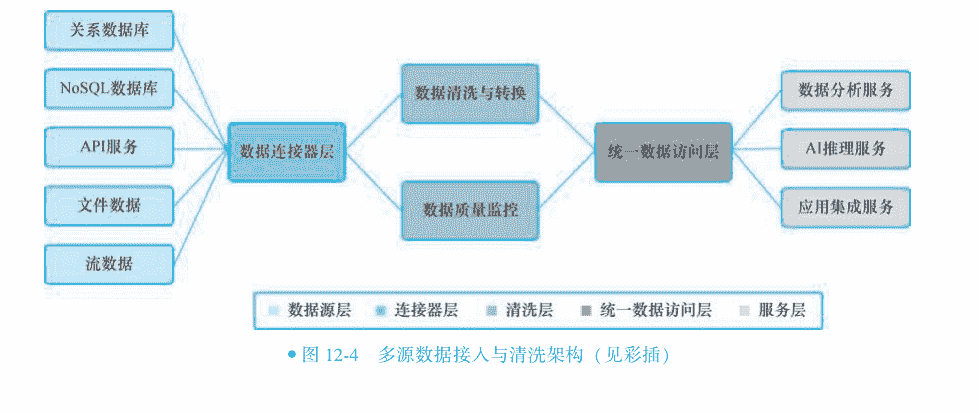 关系数据库
NoSQL数据库
API服务
文件数据
流数据
数据连接器层
数据清洗与转换
数据质量监控
统一数据访问层
数据分析服务
AI推理服务
应用集成服务
数据源层 连接器层 清洗层 统一数据访问层 服务层
●图 12-4 多源数据接入与清洗架构（见彩插）